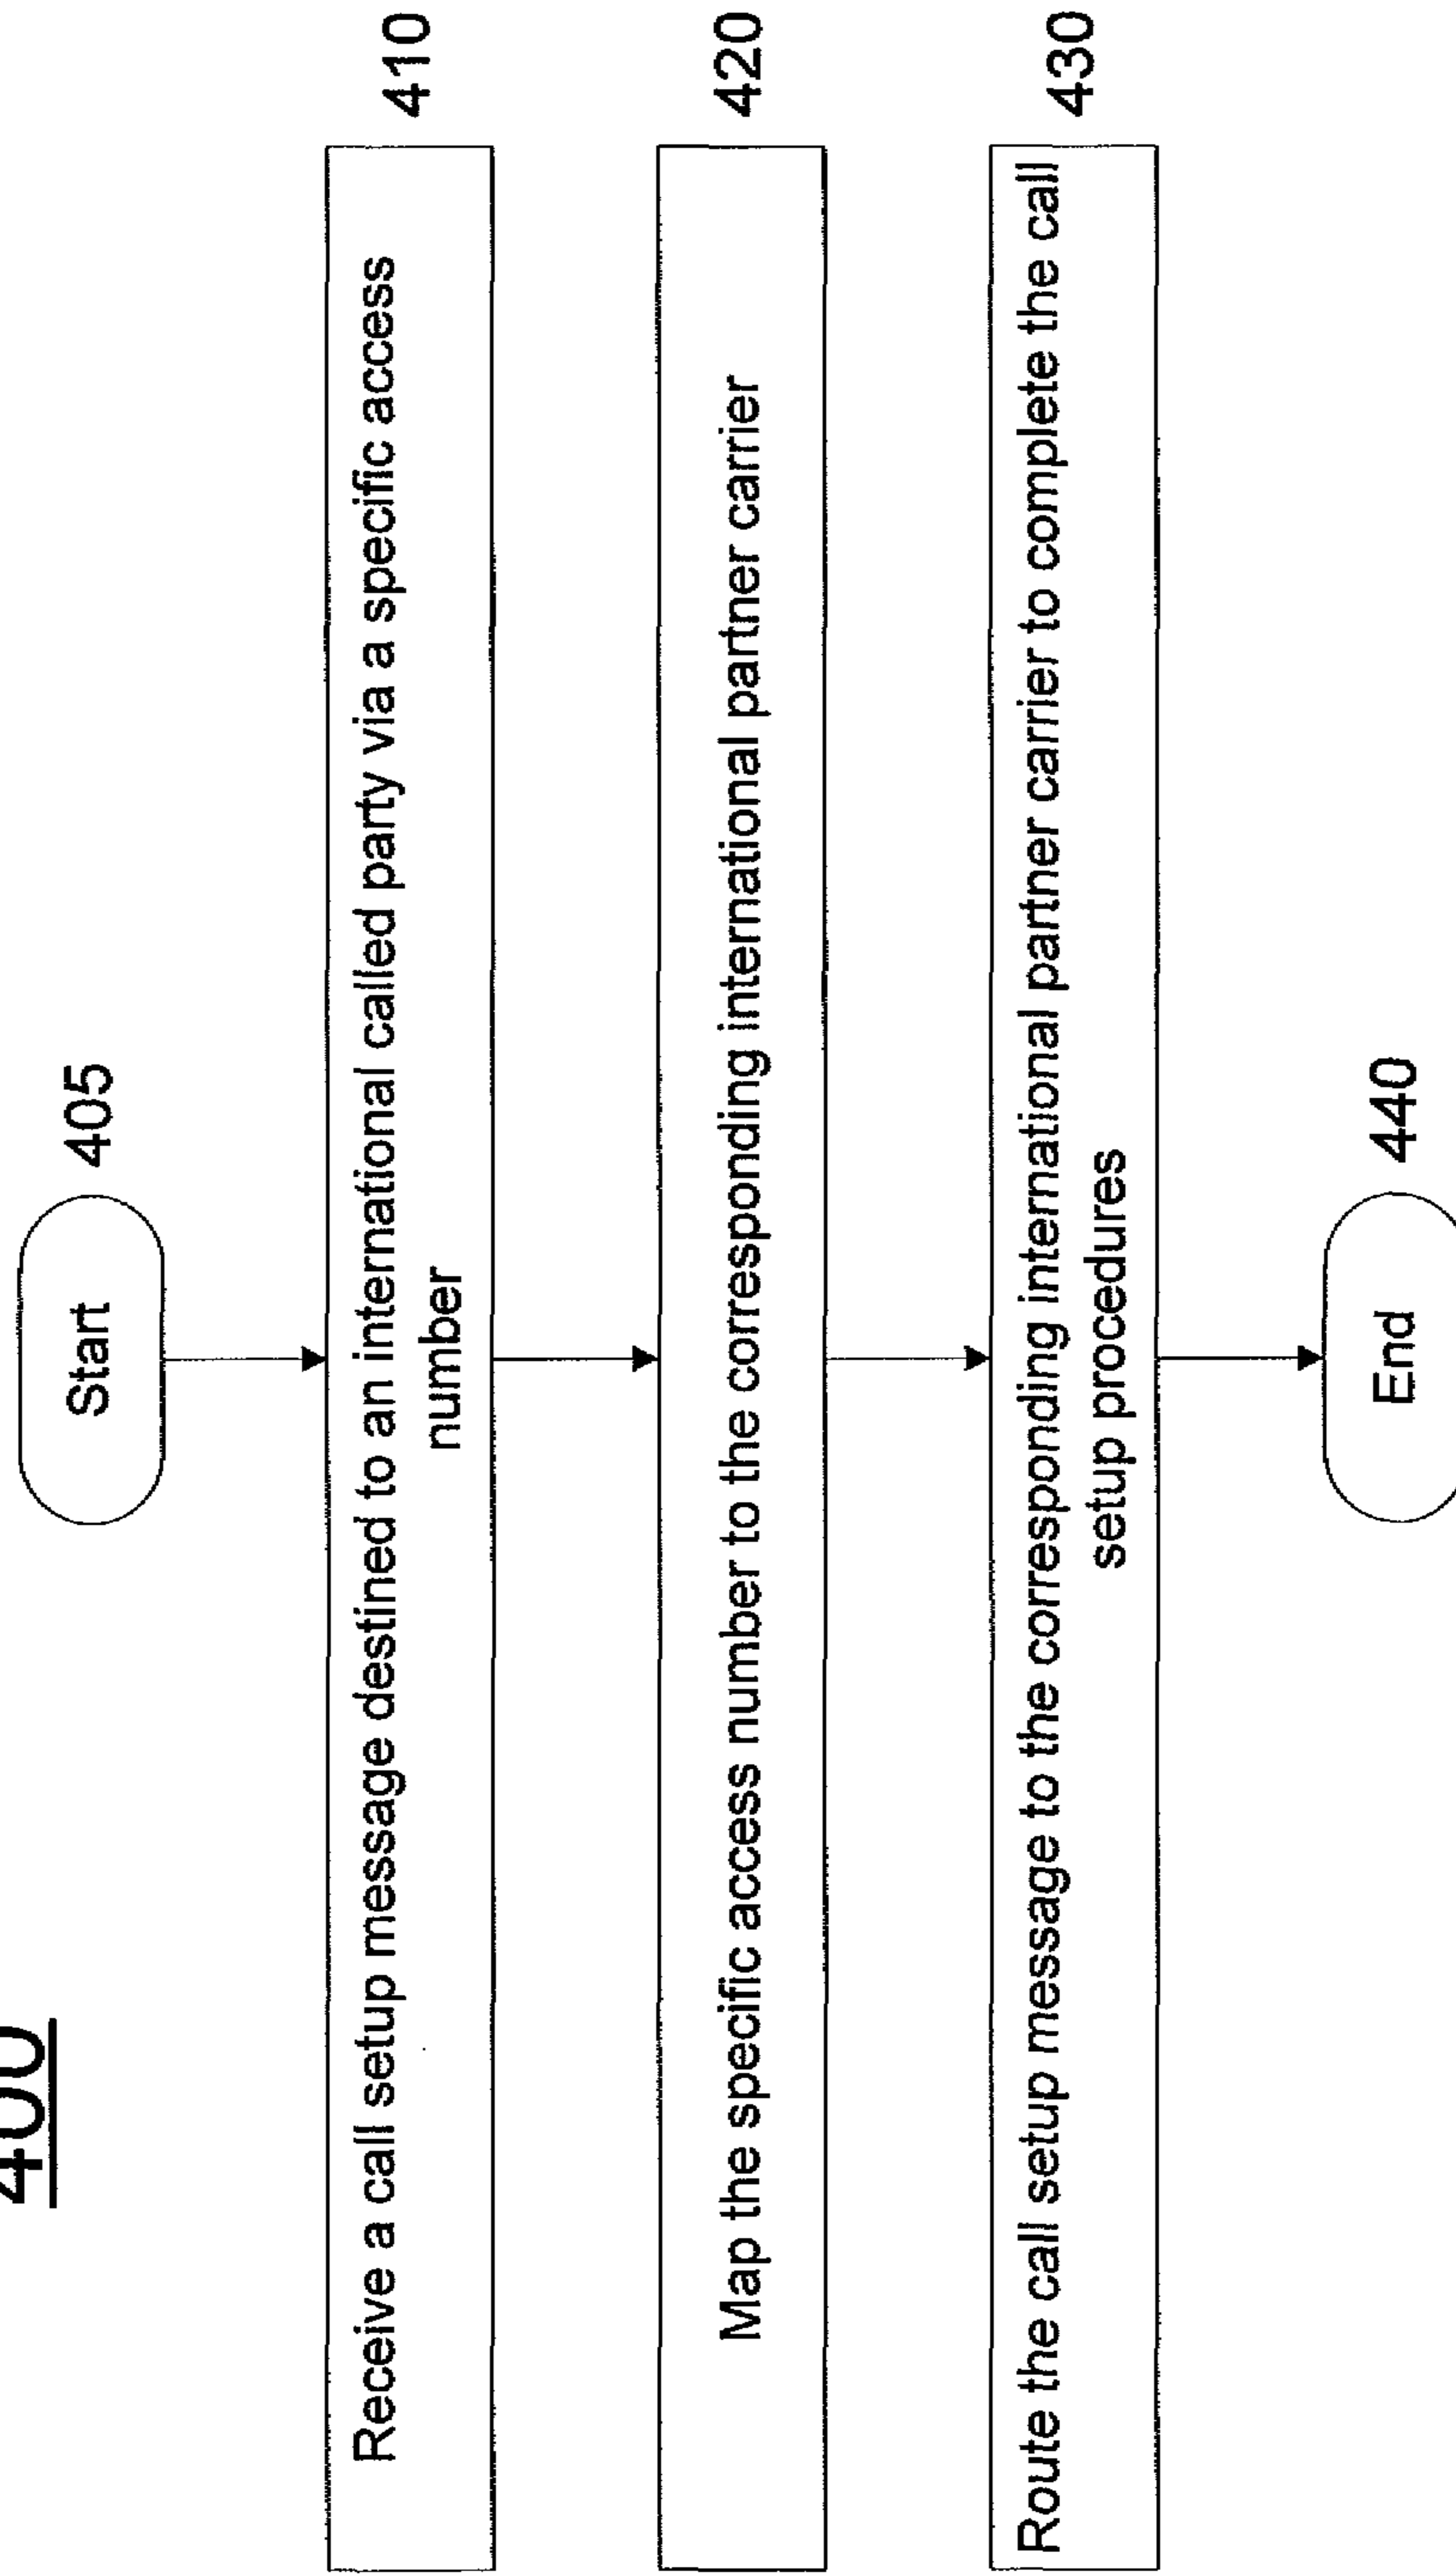 400
Start
405
Receive a call setup message destined to an international called party via a specific access
number
410
Map the specific access number to the corresponding international partner carrier
420
Route the call setup message to the corresponding international partner carrier to complete the call
setup procedures
430
End
440